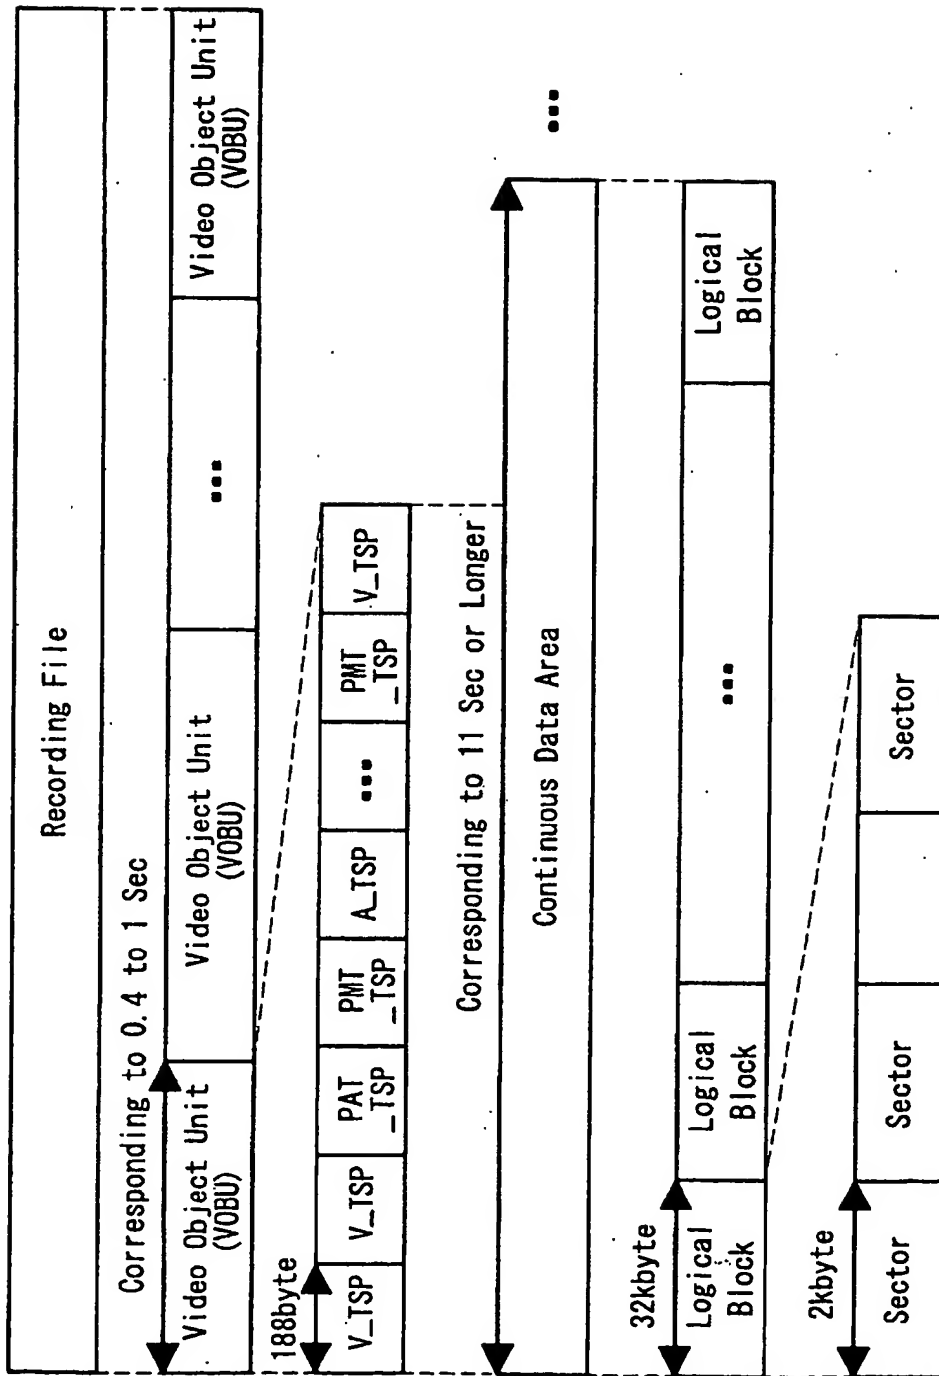 Recording File
Corresponding to 0.4 to 1 Sec
Video Object Unit
(VOBU)
Video Object Unit
(VOBU)
...
Video Object Unit
(VOBU)
188byte
V_TSP
V_TSP
PAT
_TSP
PMT
_TSP
A_TSP
...
PMT
_TSP
V_TSP
Corresponding to 11 Sec or Longer
Continuous Data Area
...
32kbyte
Logical
Block
Logical
Block
...
Logical
Block
2kbyte
Sector
Sector
Sector